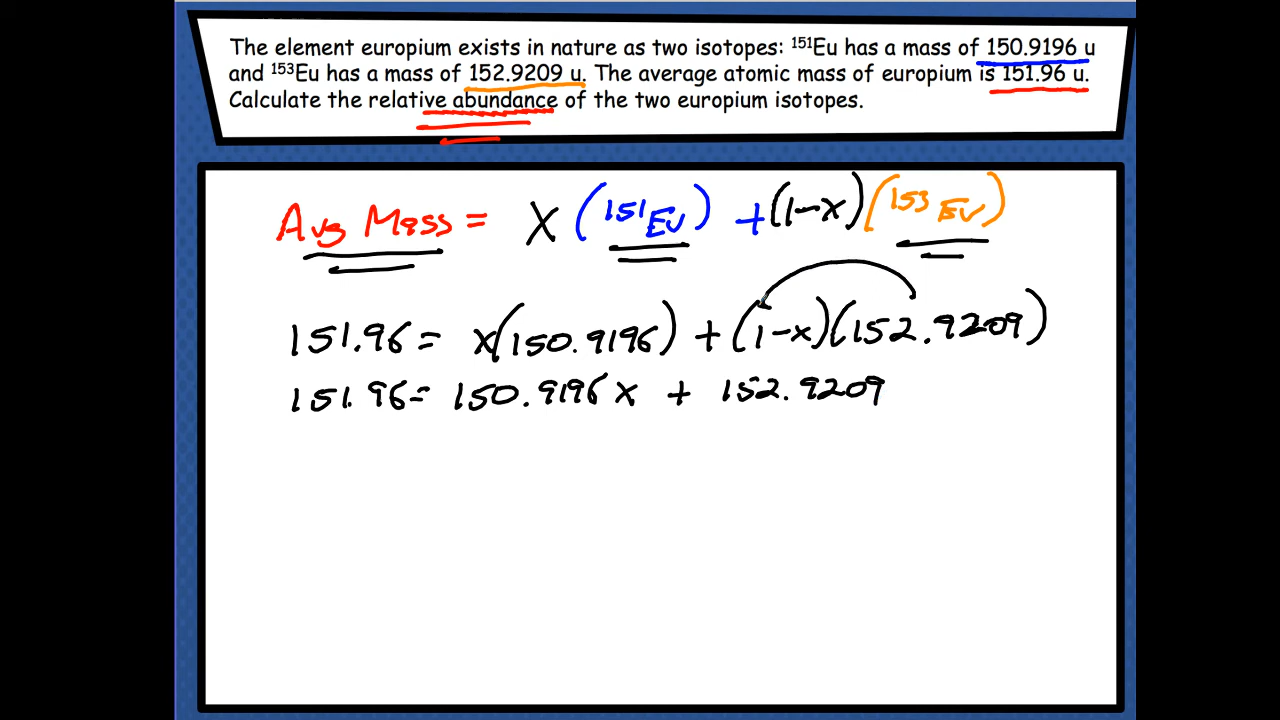 The element europium exists in nature as two isotopes: ¹⁵¹Eu has a mass of 150.9196 u
and ¹⁵³Eu has a mass of 152.9209 u. The average atomic mass of europium is 151.96 u.
Calculate the relative abundance of the two europium isotopes.
Avg Mass = X (¹⁵¹Eu) + (1-x) (¹⁵³Eu)
151.96 = x(150.9196) + (1-x)(152.9209)
151.96 = 150.9196x + 152.9209